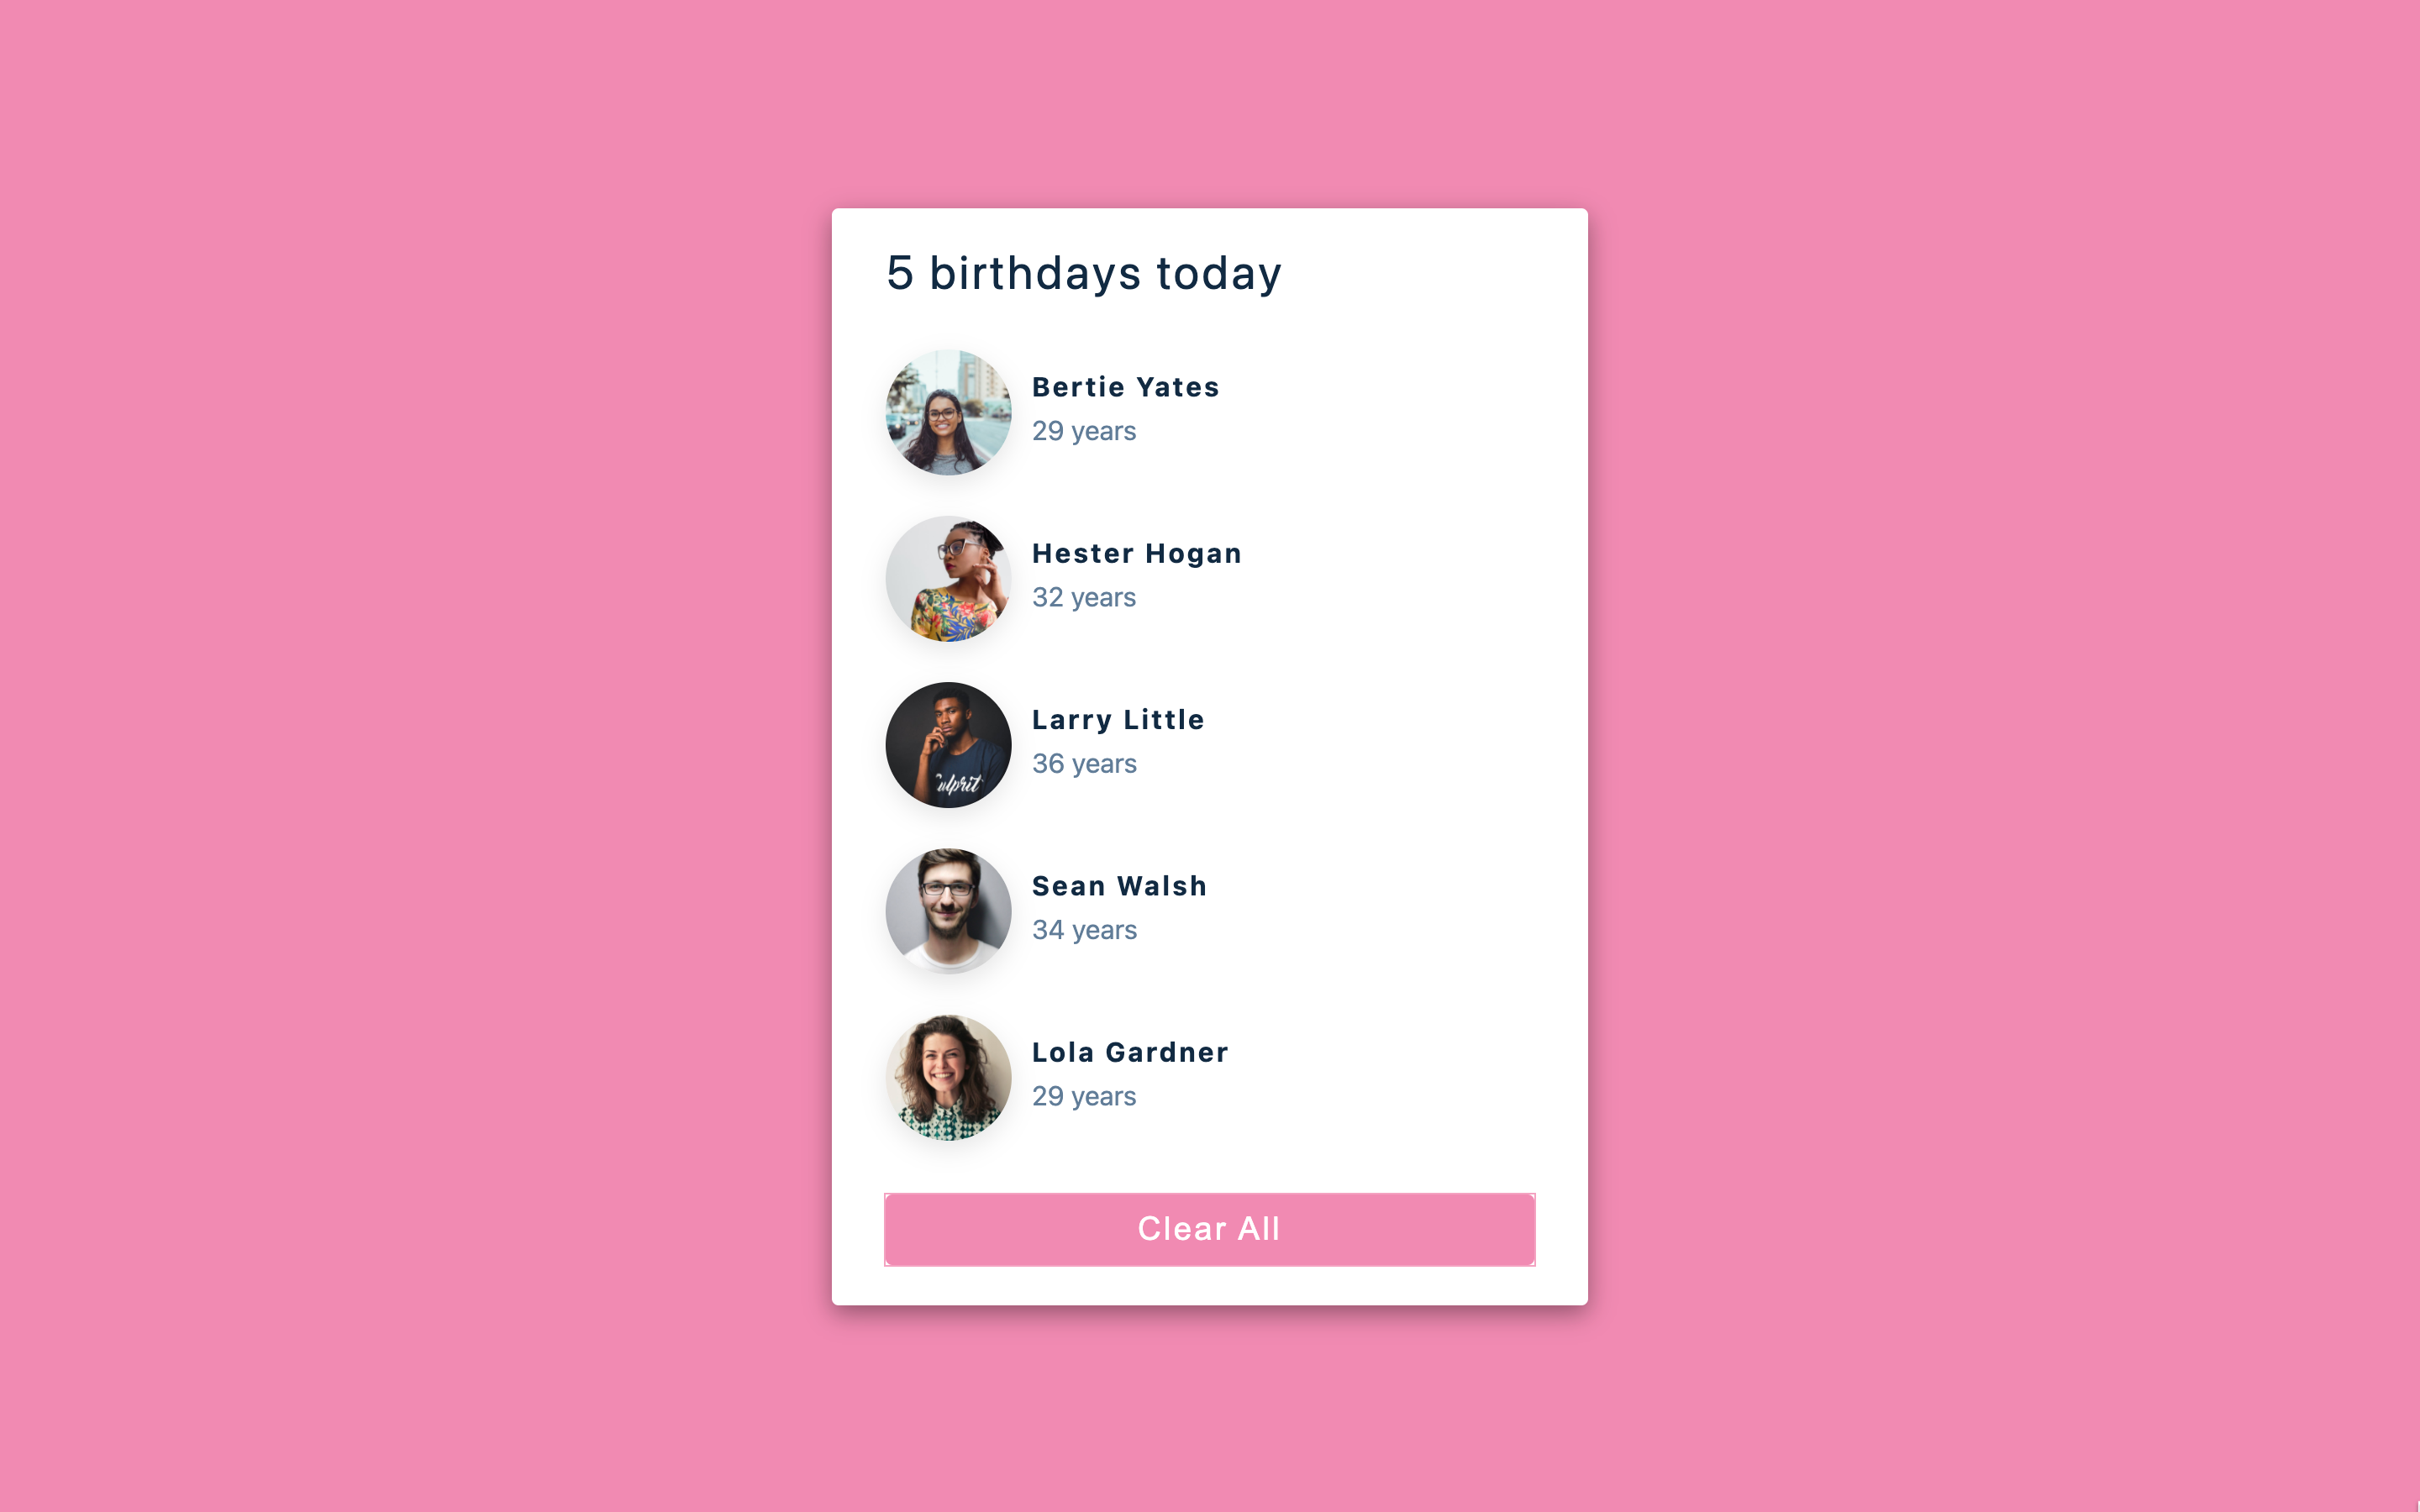 5 birthdays today
Bertie Yates
29 years
Hester Hogan
32 years
Larry Little
36 years
ulprit
Sean Walsh
34 years
Lola Gardner
29 years
Clear All